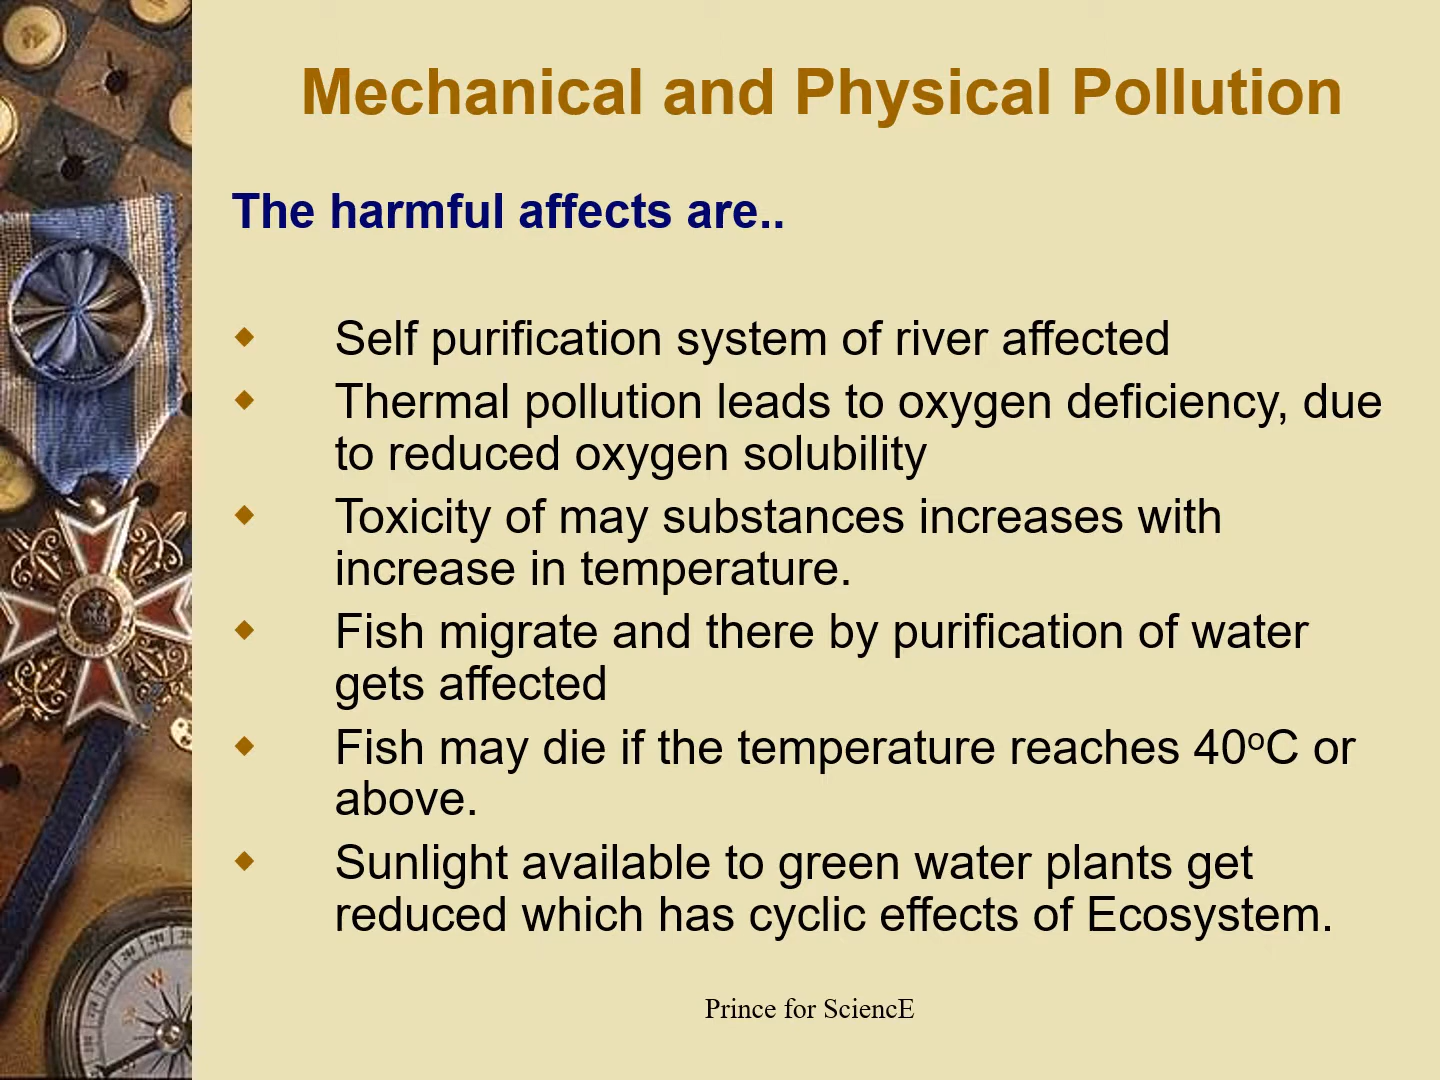 Mechanical and Physical Pollution
The harmful affects are..
Self purification system of river affected
Thermal pollution leads to oxygen deficiency, due
to reduced oxygen solubility
Toxicity of may substances increases with
increase in temperature.
Fish migrate and there by purification of water
gets affected
Fish may die if the temperature reaches 40ºC or
above.
Sunlight available to green water plants get
reduced which has cyclic effects of Ecosystem.
Prince for SciencE